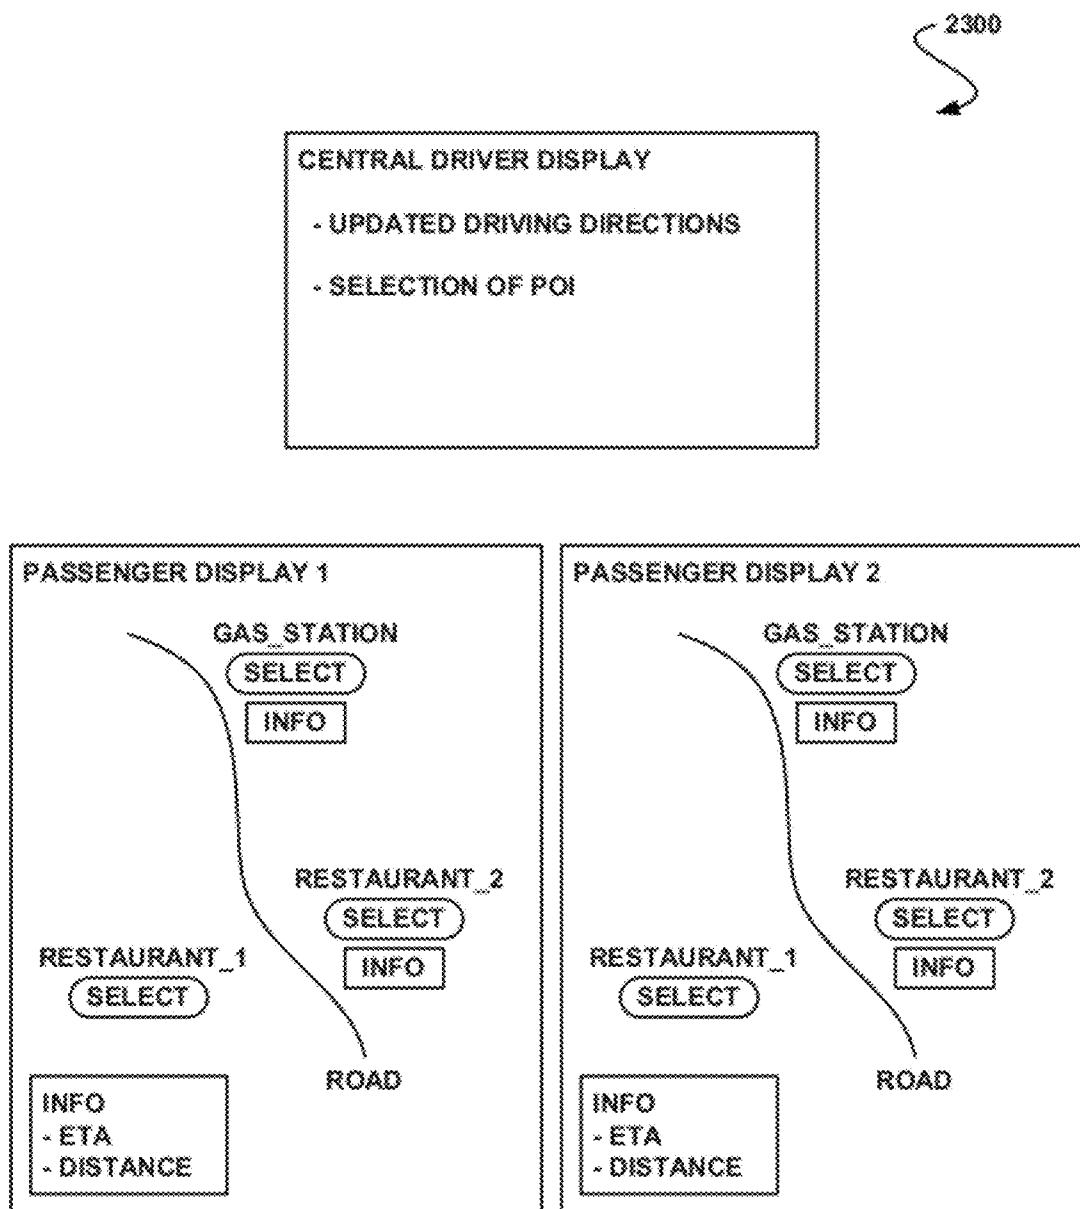 2300
CENTRAL DRIVER DISPLAY
- UPDATED DRIVING DIRECTIONS
- SELECTION OF POI
PASSENGER DISPLAY 1
GAS_STATION
SELECT
INFO
RESTAURANT_2
SELECT
INFO
RESTAURANT_1
SELECT
ROAD
INFO
- ETA
- DISTANCE
PASSENGER DISPLAY 2
GAS_STATION
SELECT
INFO
RESTAURANT_2
SELECT
INFO
RESTAURANT_1
SELECT
ROAD
INFO
- ETA
- DISTANCE